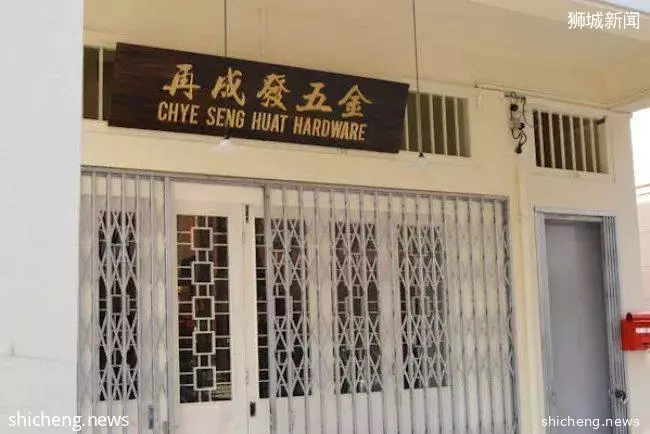 狮城新闻
再成發五金
CHYE SENG HUAT HARDWARE
shicheng.news
shicheng.news